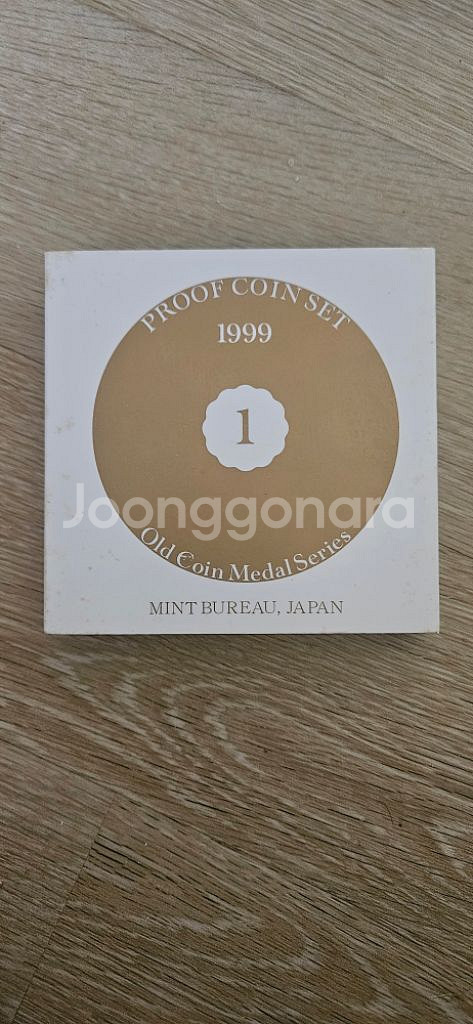 PROOF COIN SET
1999
1
Joonggonara
Old Coin Medal Series
MINT BUREAU, JAPAN